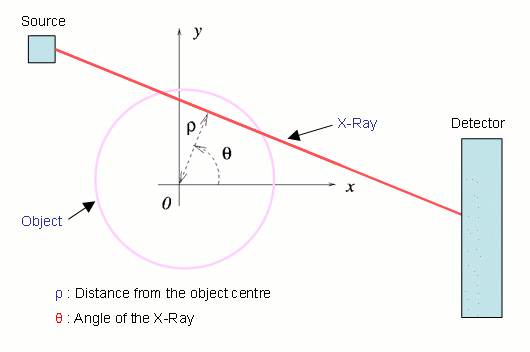 Source
y
ρ
X-Ray
Detector
θ
x
0
Object
ρ : Distance from the object centre
θ : Angle of the X-Ray